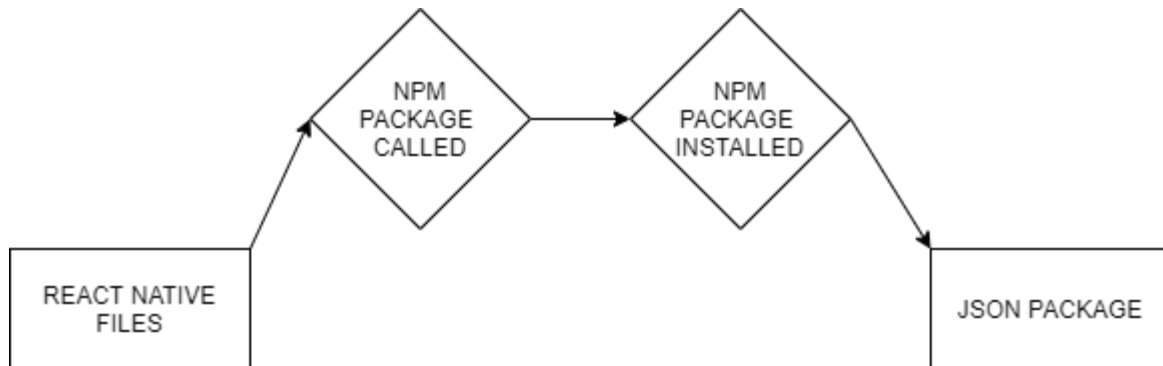 NPM
PACKAGE
CALLED
NPM
PACKAGE
INSTALLED
REACT NATIVE
FILES
JSON PACKAGE